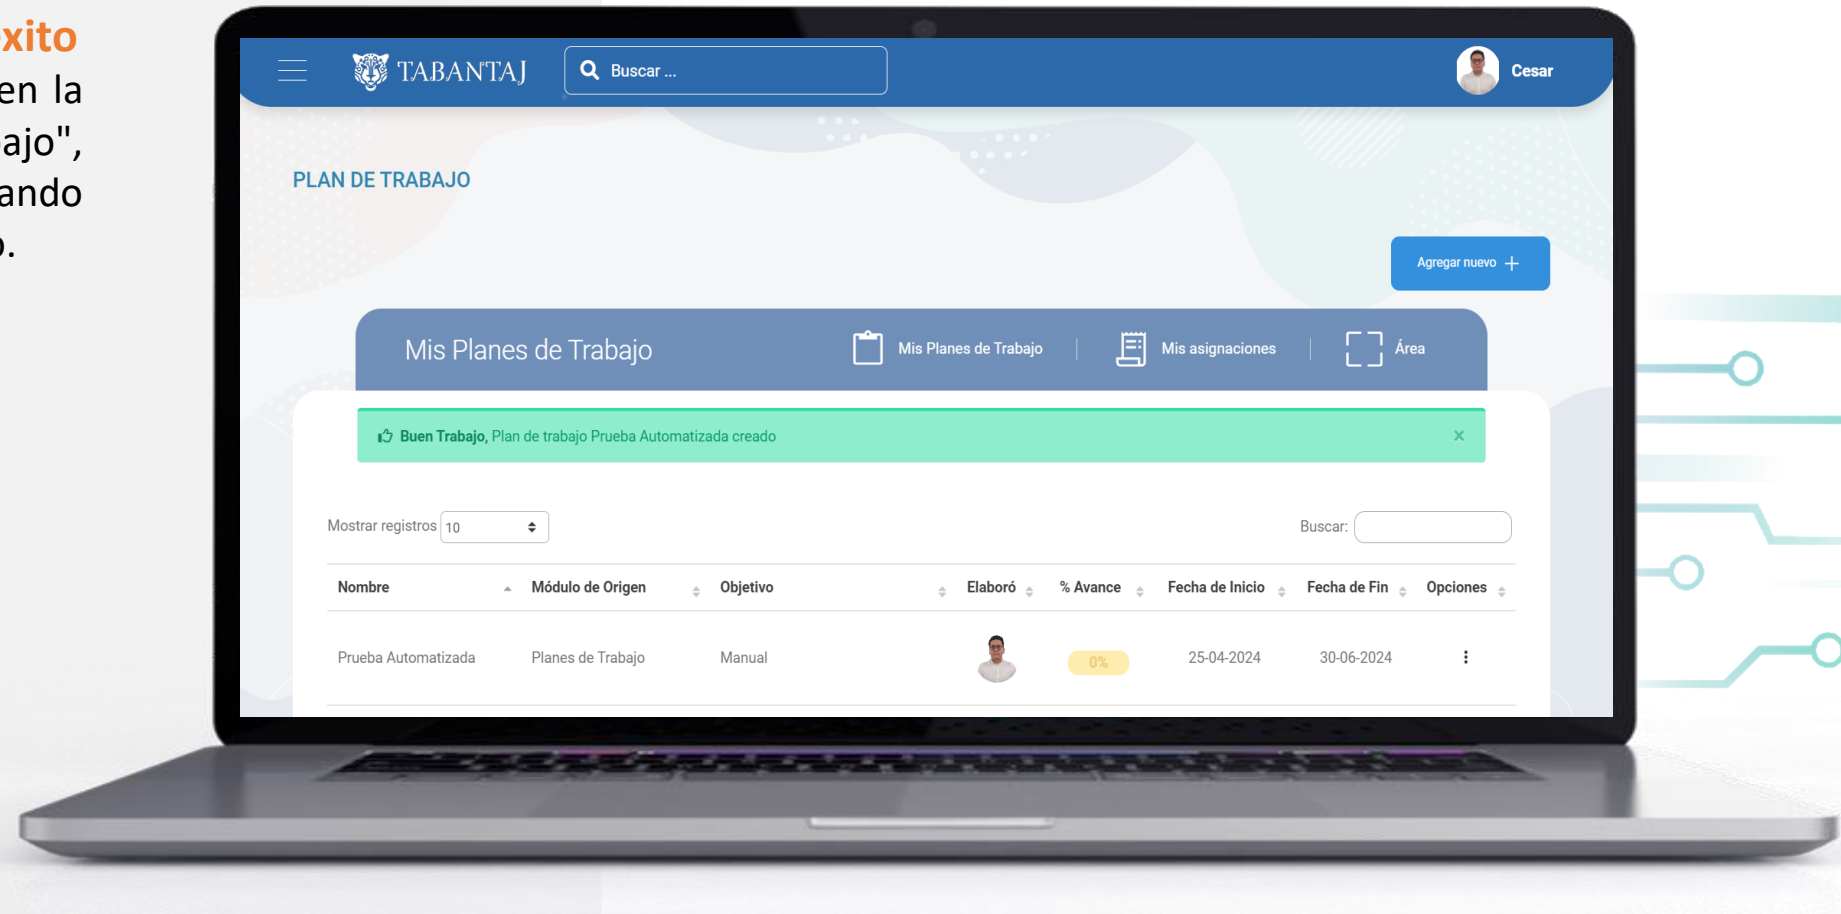 xito
en la
ajo",
ando
o.
TABANTAJ
Buscar ...
Cesar
PLAN DE TRABAJO
Agregar nuevo +
Mis Planes de Trabajo
Mis Planes de Trabajo
Mis asignaciones
Área
Buen Trabajo, Plan de trabajo Prueba Automatizada creado
x
Mostrar registros 10
Buscar:
Nombre Módulo de Origen Objetivo Elaboró % Avance Fecha de Inicio Fecha de Fin Opciones
Prueba Automatizada Planes de Trabajo Manual 0% 25-04-2024 30-06-2024